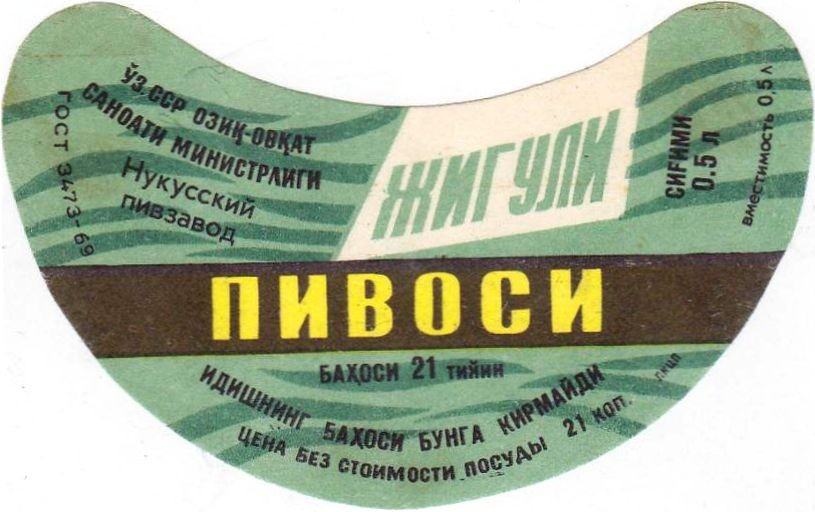 ГОСТ 3473-69
ЎЗ.ССР ОЗИҚ-ОВҚАТ
САНОАТИ МИНИСТРЛИГИ
Нукусский
пивзавод
ЖИГУЛИ
СИҒИМИ
0.5 Л
вместимость 0,5 л
ПИВОСИ
БАҲОСИ 21 тийин
ИДИШНИНГ БАҲОСИ БУНГА КИРМАЙДИ
ЦЕНА БЕЗ СТОИМОСТИ ПОСУДЫ 21 коп.